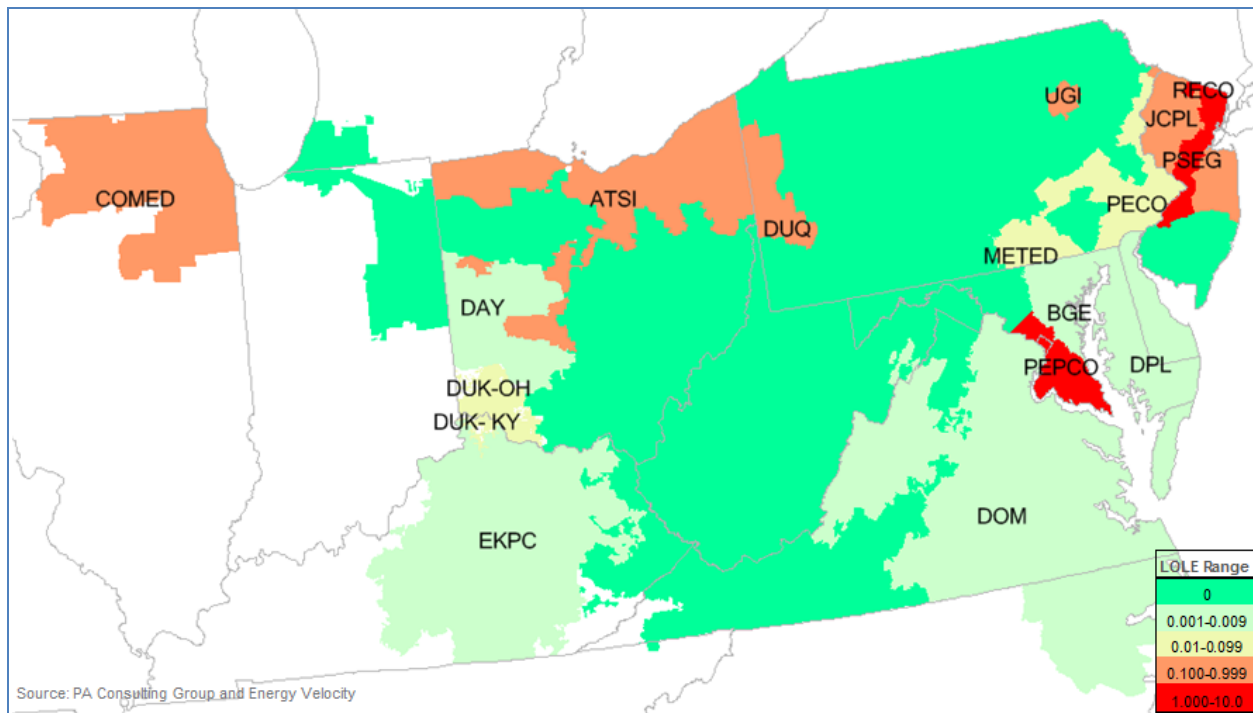 UGI
RECO
JCPL
COMED
ATSI
PSEG
DUQ
PECO
METED
DAY
BGE
PEPCO
DPL
DUK-OH
DUK- KY
EKPC
DOM
LOLE Range
0
0.001-0.009
0.01-0.099
0.100-0.999
1.000-10.0
Source: PA Consulting Group and Energy Velocity